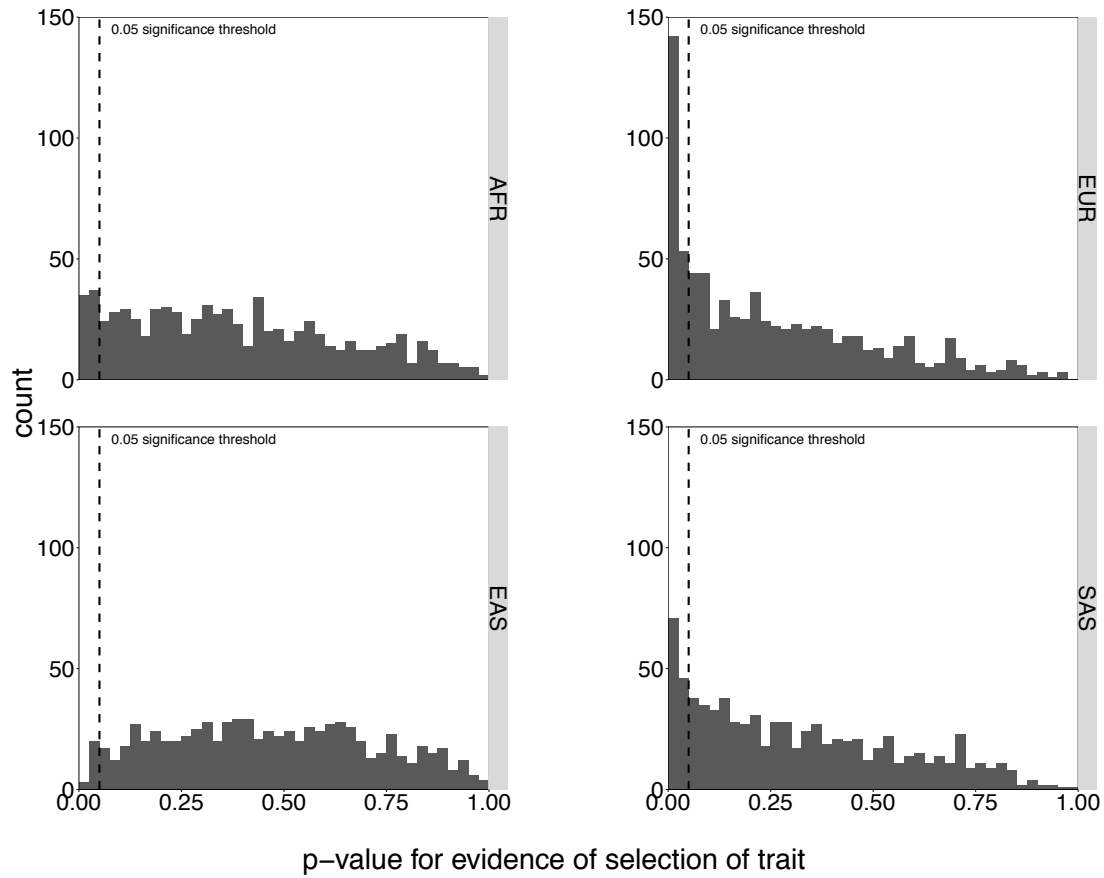 150
100
50
0
0.05 significance threshold
AFR
150
100
50
0
0.05 significance threshold
EUR
count
150
100
50
0
0.05 significance threshold
EAS
0.00 0.25 0.50 0.75 1.00
150
100
50
0
0.05 significance threshold
SAS
0.00 0.25 0.50 0.75 1.00
p−value for evidence of selection of trait